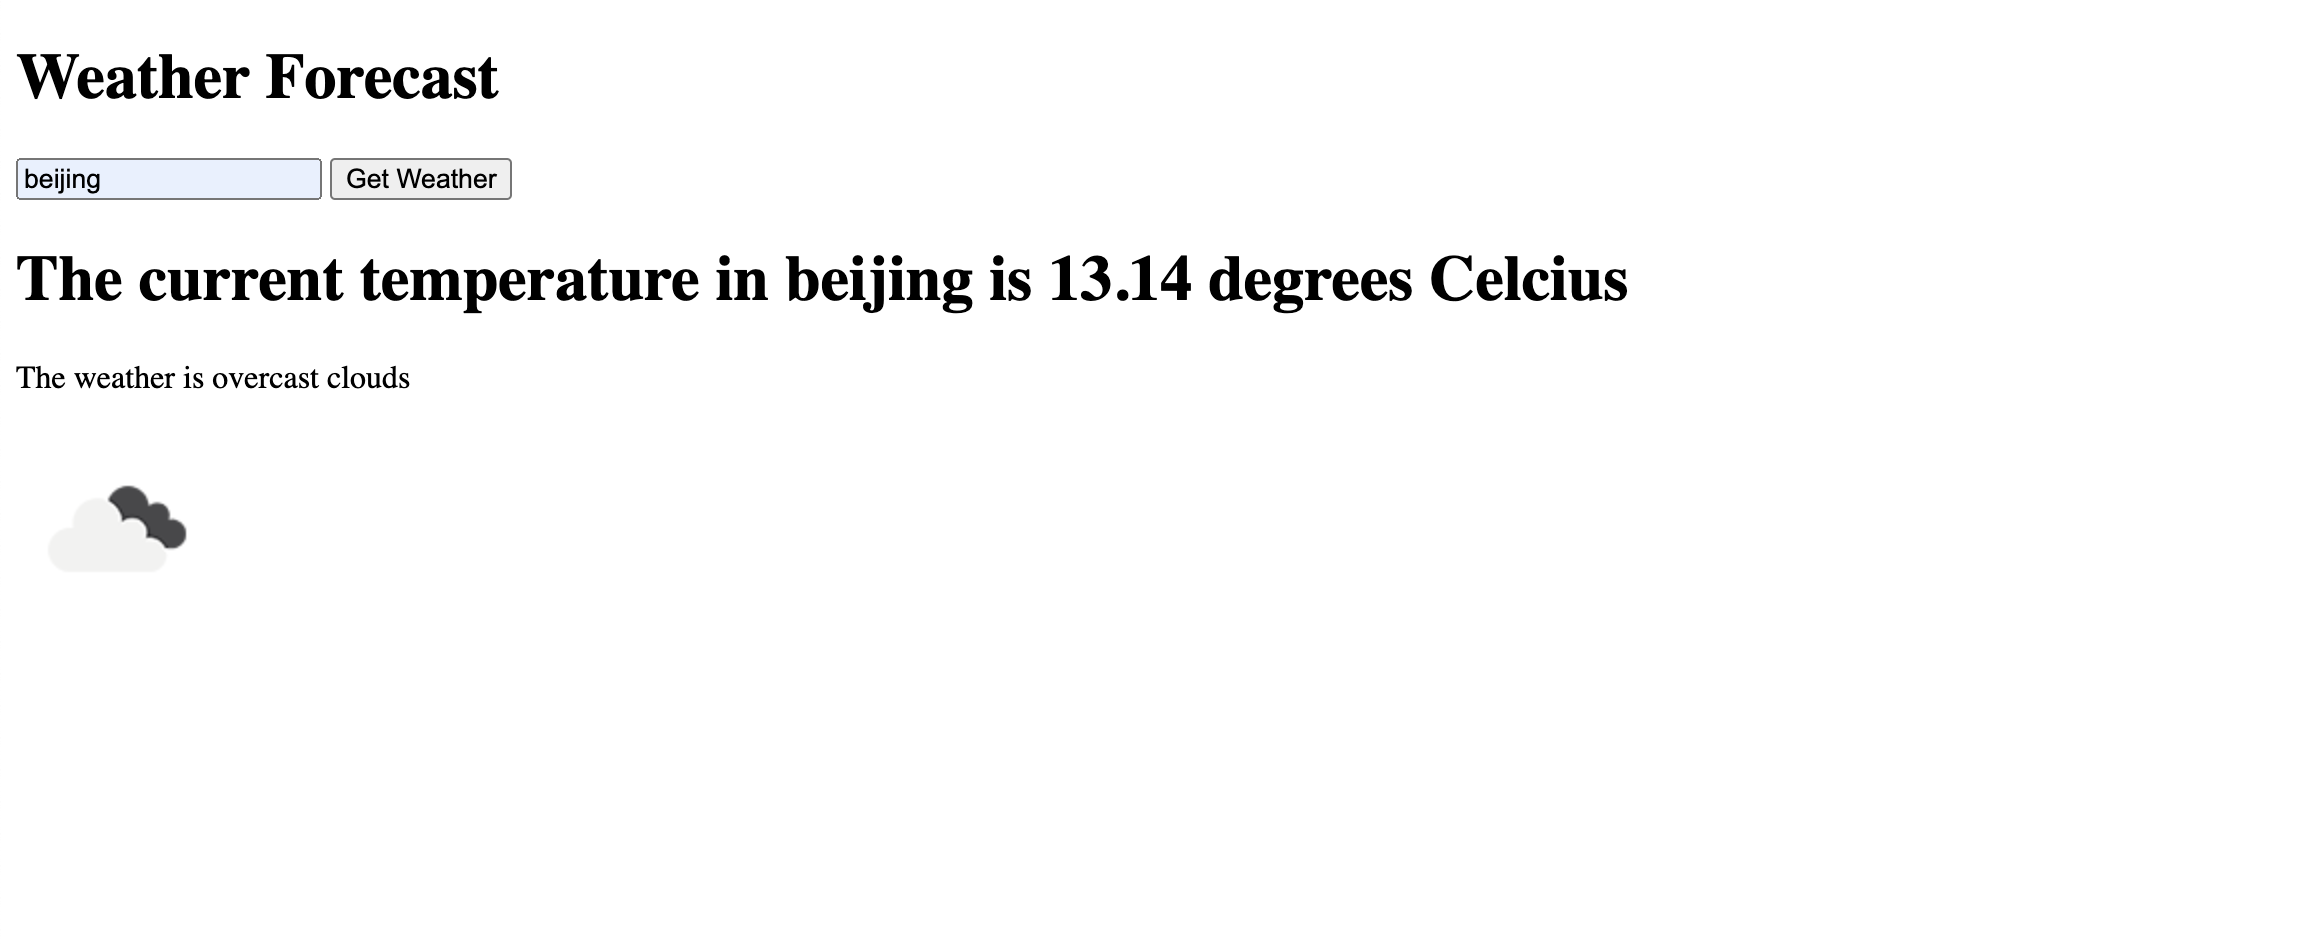 Weather Forecast
beijing Get Weather
The current temperature in beijing is 13.14 degrees Celcius
The weather is overcast clouds